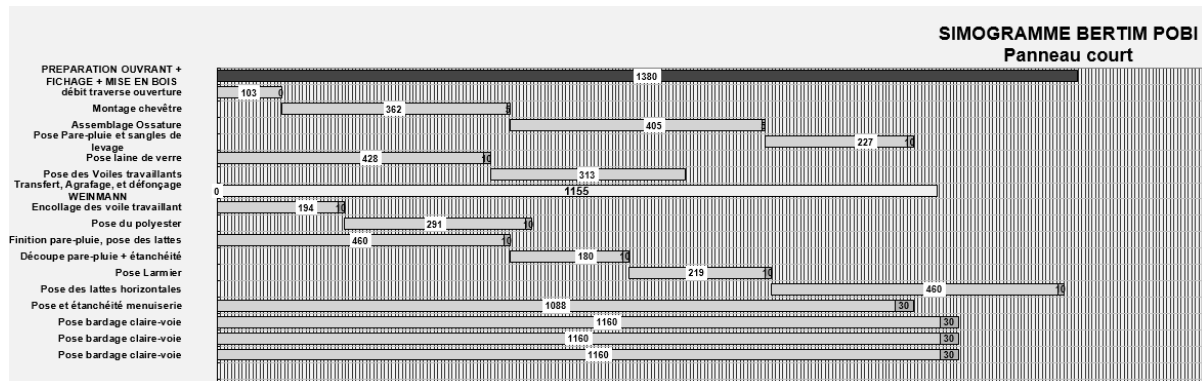 SIMOGRAMME BERTIM POBI
Panneau court
PREPARATION OUVRANT +
FICHAGE + MISE EN BOIS
1380
débit traverse ouverture
103 0
Montage chevêtre
362 5
Assemblage Ossature
405 5
Pose Pare-pluie et sangles de
levage
227 10
Pose laine de verre
428 10
Pose des Voiles travaillants
313
Transfert, Agrafage, et défonçage
WEINMANN
0 1155
Encollage des voile travaillant
194 10
Pose du polyester
291 10
Finition pare-pluie, pose des lattes
460 10
Découpe pare-pluie + étanchéité
180 10
Pose Larmier
219 10
Pose des lattes horizontales
460 10
Pose et étanchéité menuiserie
1088 30
Pose bardage claire-voie
1160 30
Pose bardage claire-voie
1160 30
Pose bardage claire-voie
1160 30